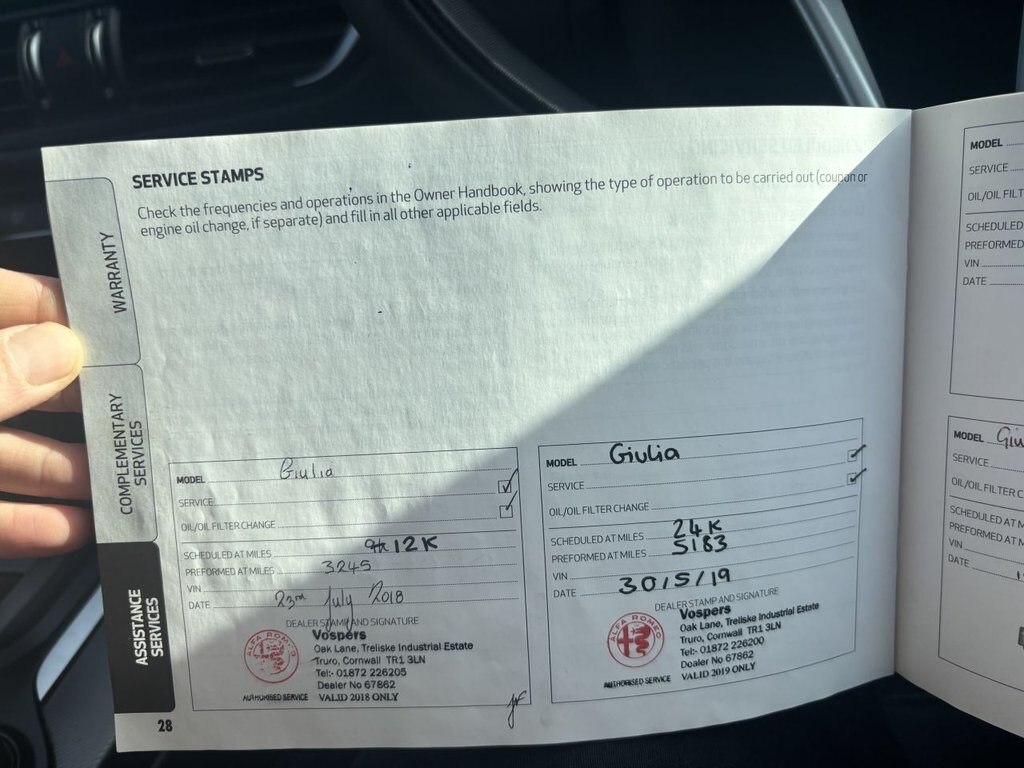 SERVICE STAMPS
Check the frequencies and operations in the Owner Handbook, showing the type of operation to be carried out (coupon or
engine oil change, if separate) and fill in all other applicable fields.
WARRANTY
COMPLEMENTARY
SERVICES
ASSISTANCE
SERVICES
MODEL Giulia
SERVICE
OIL/OIL FILTER CHANGE
SCHEDULED AT MILES 12K
PREFORMED AT MILES 3245
VIN
DATE 23rd July 2018
DEALER STAMP AND SIGNATURE
ALFA ROMEO
Vospers
Oak Lane, Treliske Industrial Estate
Truro, Cornwall TR1 3LN
Tel:- 01872 226205
Dealer No 67862
AUTHORISED SERVICE VALID 2018 ONLY
MODEL Giulia
SERVICE
OIL/OIL FILTER CHANGE
SCHEDULED AT MILES 24K
PREFORMED AT MILES 5183
VIN
DATE 30/5/19
DEALER STAMP AND SIGNATURE
ALFA ROMEO
Vospers
Oak Lane, Treliske Industrial Estate
Truro, Cornwall TR1 3LN
Tel:- 01872 226200
Dealer No 67862
AUTHORISED SERVICE VALID 2019 ONLY
28
MODEL
SERVICE
OIL/OIL FILT
SCHEDULED
PREFORMED
VIN
DATE
MODEL Giu
SERVICE
OIL/OIL FILTER C
SCHEDULED AT M
PREFORMED AT M
VIN
DATE